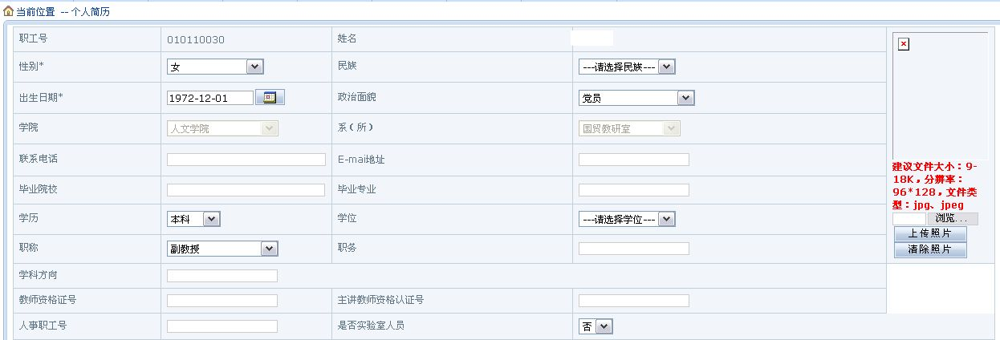 当前位置 -- 个人简历
职工号 010110030 姓名
性别* 女 民族 ---请选择民族---
出生日期* 1972-12-01 政治面貌 党员
学院 人文学院 系（所） 国贸教研室
联系电话 E-mai地址
建议文件大小：9-
18K，分辨率：
96*128，文件类
型：jpg、jpeg
毕业院校 毕业专业
学历 本科 学位 ---请选择学位---
浏览...
上传照片
清除照片
职称 副教授 职务
学科方向
教师资格证号 主讲教师资格认证号
人事职工号 是否实验室人员 否